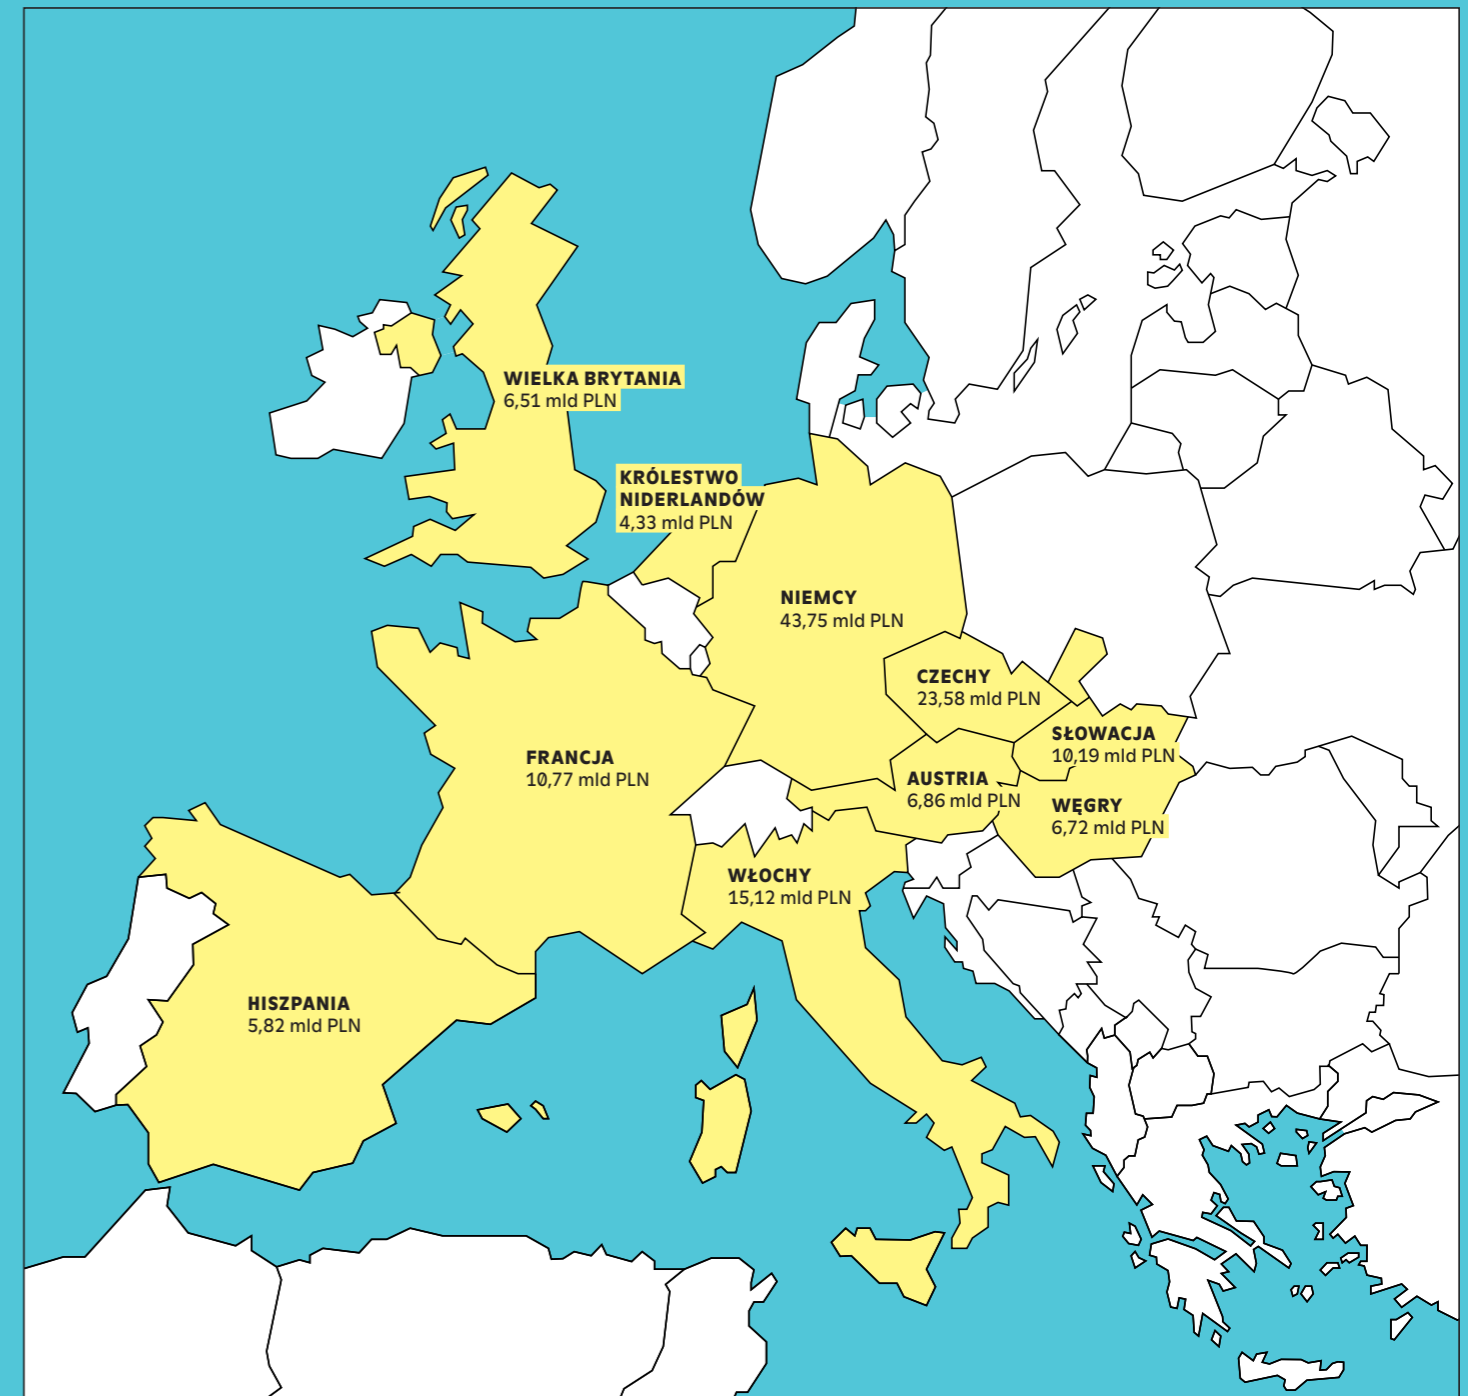 WIELKA BRYTANIA
6,51 mld PLN
KRÓLESTWO
NIDERLANDÓW
4,33 mld PLN
NIEMCY
43,75 mld PLN
CZECHY
23,58 mld PLN
SŁOWACJA
10,19 mld PLN
FRANCJA
10,77 mld PLN
AUSTRIA
6,86 mld PLN
WĘGRY
6,72 mld PLN
WŁOCHY
15,12 mld PLN
HISZPANIA
5,82 mld PLN